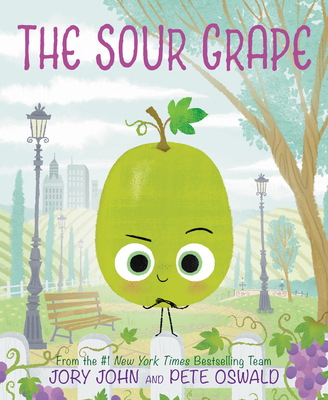 THE SOUR GRAPE
From the #1 New York Times Bestselling Team
JORY JOHN AND PETE OSWALD